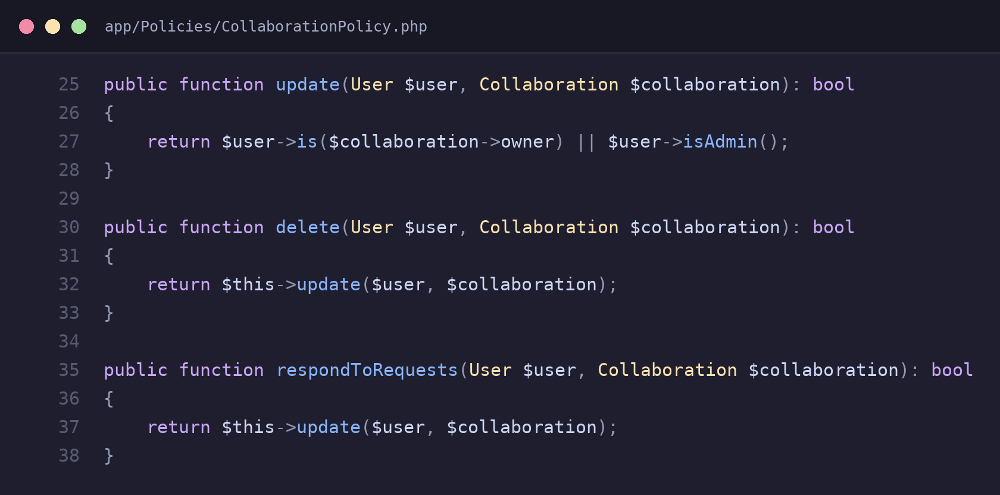 app/Policies/CollaborationPolicy.php
25 public function update(User $user, Collaboration $collaboration): bool
26 {
27     return $user->is($collaboration->owner) || $user->isAdmin();
28 }
29
30 public function delete(User $user, Collaboration $collaboration): bool
31 {
32     return $this->update($user, $collaboration);
33 }
34
35 public function respondToRequests(User $user, Collaboration $collaboration): bool
36 {
37     return $this->update($user, $collaboration);
38 }